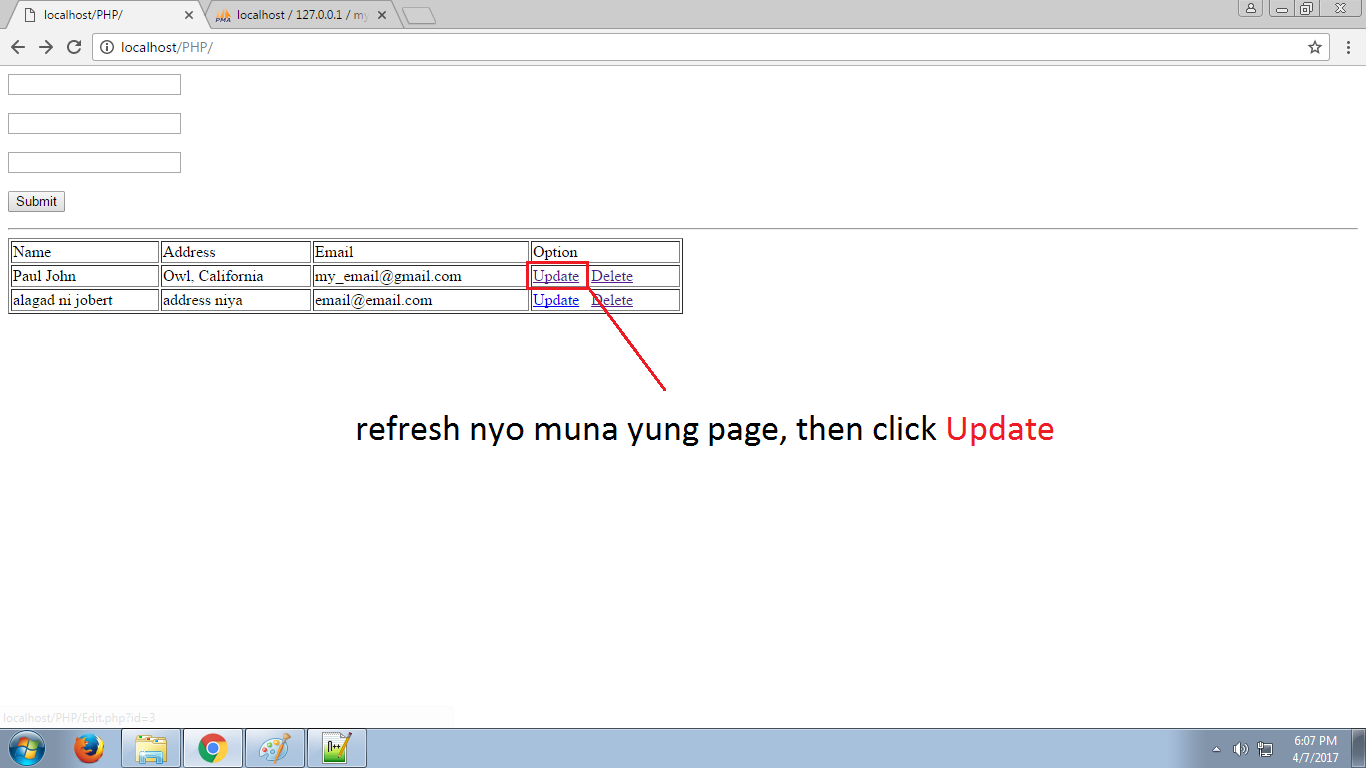 localhost/PHP/
localhost / 127.0.0.1 / my
localhost/PHP/
Submit
Name Address Email Option
Paul John Owl, California my_email@gmail.com Update Delete
alagad ni jobert address niya email@email.com Update Delete
refresh nyo muna yung page, then click Update
localhost/PHP/Edit.php?id=3
6:07 PM
4/7/2017